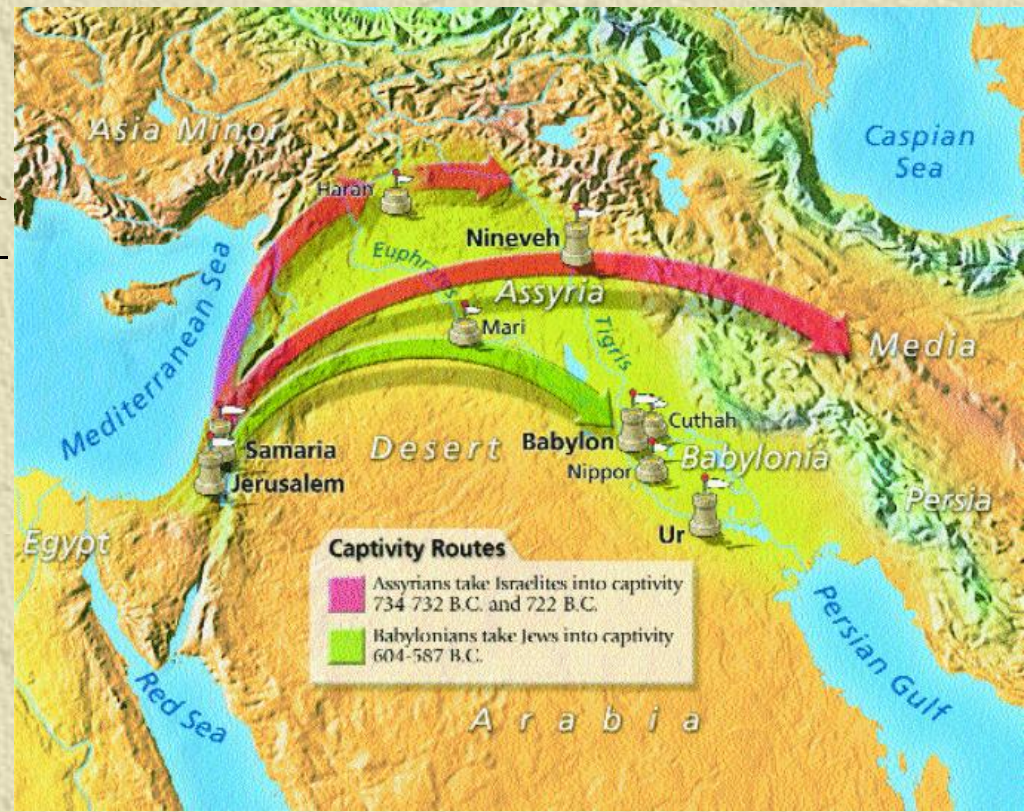 Asia Minor
Caspian
Sea
Haran
Nineveh
Euphrates
Assyria
Mediterranean Sea
Mari
Tigris
Media
Cuthah
Samaria
Desert
Babylon
Babylonia
Nippor
Jerusalem
Persia
Ur
Egypt
Captivity Routes
Assyrians take Israelites into captivity
734-732 B.C. and 722 B.C.
Babylonians take Jews into captivity
604-587 B.C.
Persian Gulf
Red Sea
Arabia